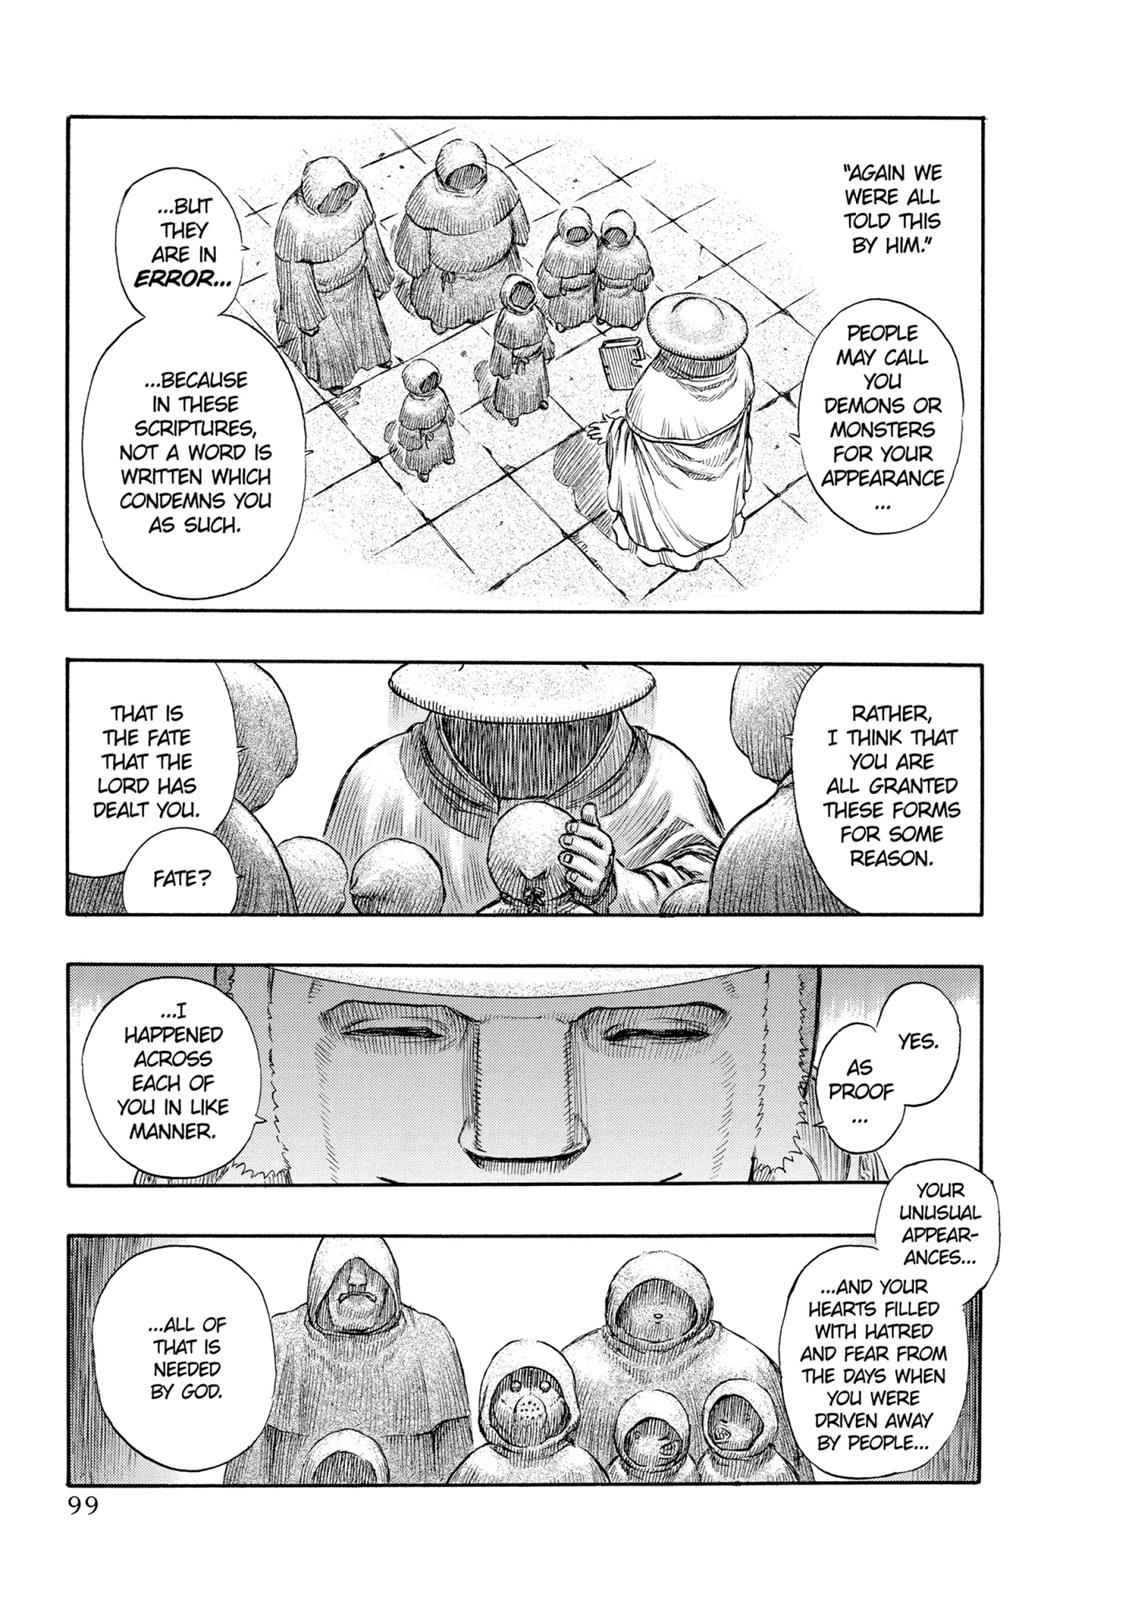 "AGAIN WE
WERE ALL
TOLD THIS
BY HIM."
PEOPLE
MAY CALL
YOU
DEMONS OR
MONSTERS
FOR YOUR
APPEARANCE
...
...BUT
THEY
ARE IN
ERROR...
...BECAUSE
IN THESE
SCRIPTURES,
NOT A WORD IS
WRITTEN WHICH
CONDEMNS YOU
AS SUCH.
RATHER,
I THINK THAT
YOU ARE
ALL GRANTED
THESE FORMS
FOR SOME
REASON.
THAT IS
THE FATE
THAT THE
LORD HAS
DEALT YOU.
FATE?
YES.
AS
PROOF
...
...I
HAPPENED
ACROSS
EACH OF
YOU IN LIKE
MANNER.
YOUR
UNUSUAL
APPEAR-
ANCES...
...AND YOUR
HEARTS FILLED
WITH HATRED
AND FEAR FROM
THE DAYS WHEN
YOU WERE
DRIVEN AWAY
BY PEOPLE...
...ALL OF
THAT IS
NEEDED
BY GOD.
99